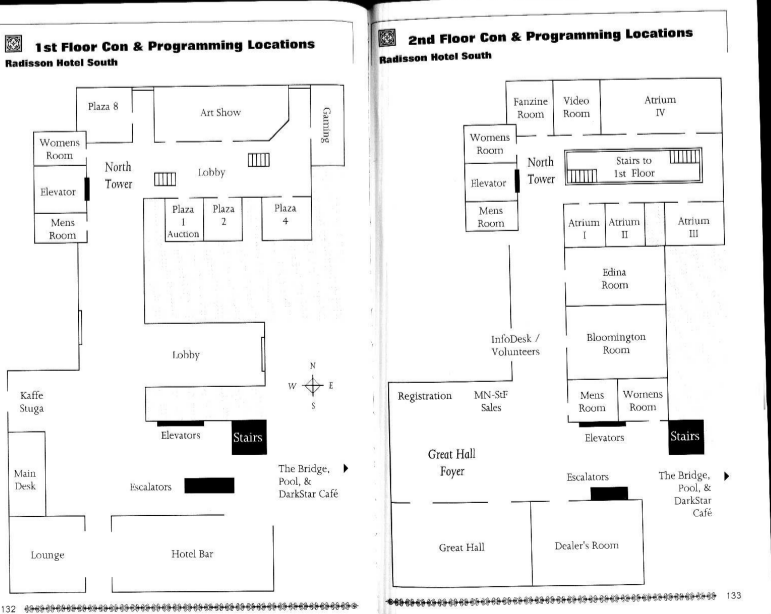 1st Floor Con & Programming Locations
Radisson Hotel South
Plaza 8
Art Show
Gaming
Womens
Room
North
Tower
Lobby
Elevator
Mens
Room
Plaza
1
Auction
Plaza
2
Plaza
4
Lobby
N
W
E
S
Kaffe
Stuga
Elevators
Stairs
Main
Desk
Escalators
The Bridge,
Pool, &
DarkStar Café
Lounge
Hotel Bar
132
2nd Floor Con & Programming Locations
Radisson Hotel South
Fanzine
Room
Video
Room
Atrium
IV
Womens
Room
North
Tower
Stairs to
1st Floor
Elevator
Mens
Room
Atrium
I
Atrium
II
Atrium
III
Edina
Room
InfoDesk /
Volunteers
Bloomington
Room
Registration
MN-StF
Sales
Mens
Room
Womens
Room
Elevators
Stairs
Great Hall
Foyer
Escalators
The Bridge,
Pool, &
DarkStar
Café
Great Hall
Dealer's Room
133